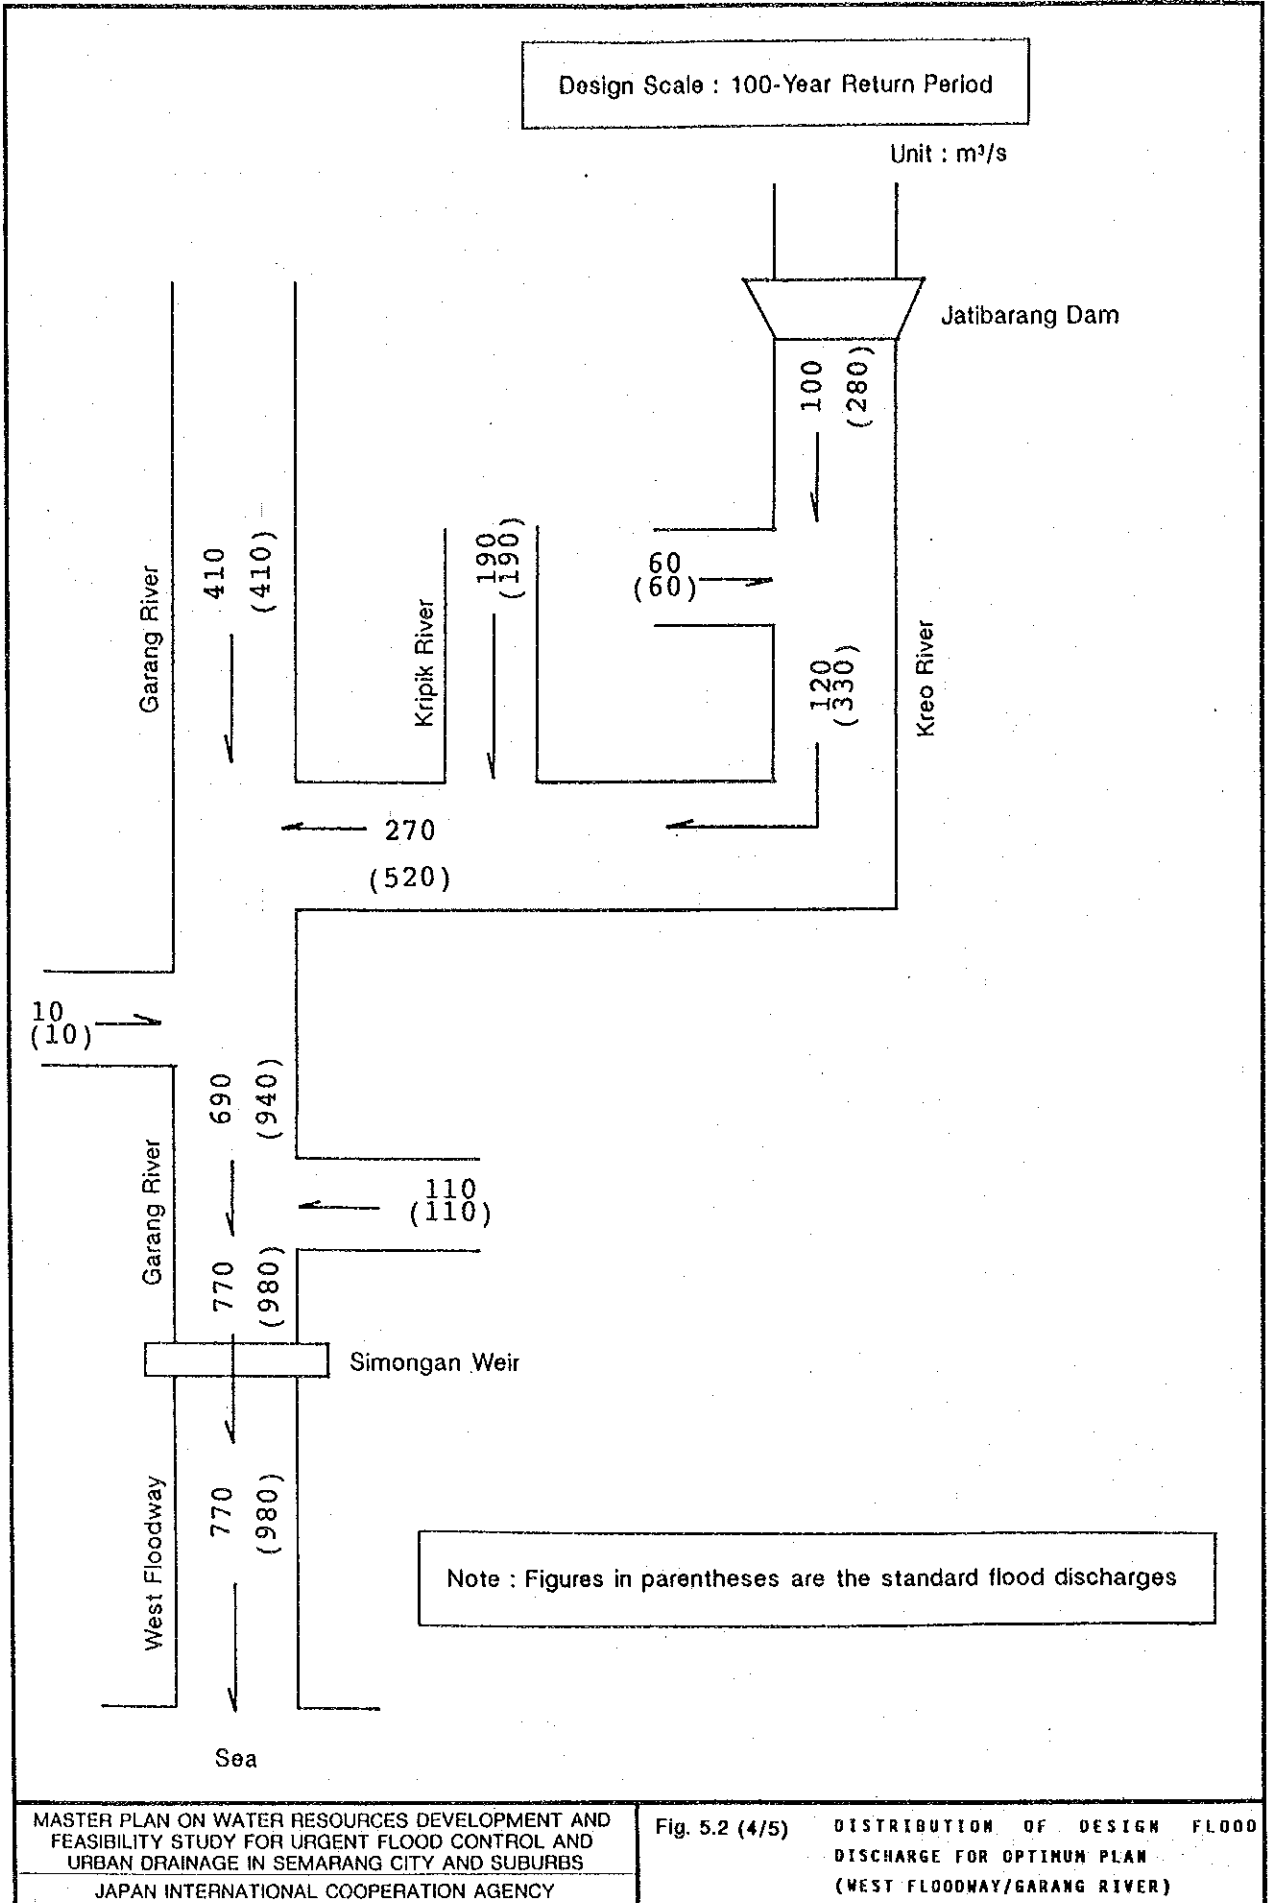 Design Scale : 100-Year Return Period
Unit : m³/s
Jatibarang Dam
100
(280)
Garang River
410
(410)
Kripik River
190
(190)
60
(60)
120
(330)
Kreo River
270
(520)
10
(10)
690
(940)
Garang River
110
(110)
770
(980)
Simongan Weir
West Floodway
770
(980)
Note : Figures in parentheses are the standard flood discharges
Sea
MASTER PLAN ON WATER RESOURCES DEVELOPMENT AND
FEASIBILITY STUDY FOR URGENT FLOOD CONTROL AND
URBAN DRAINAGE IN SEMARANG CITY AND SUBURBS
JAPAN INTERNATIONAL COOPERATION AGENCY
Fig. 5.2 (4/5) DISTRIBUTION OF DESIGN FLOOD
DISCHARGE FOR OPTIMUM PLAN
(WEST FLOODWAY/GARANG RIVER)